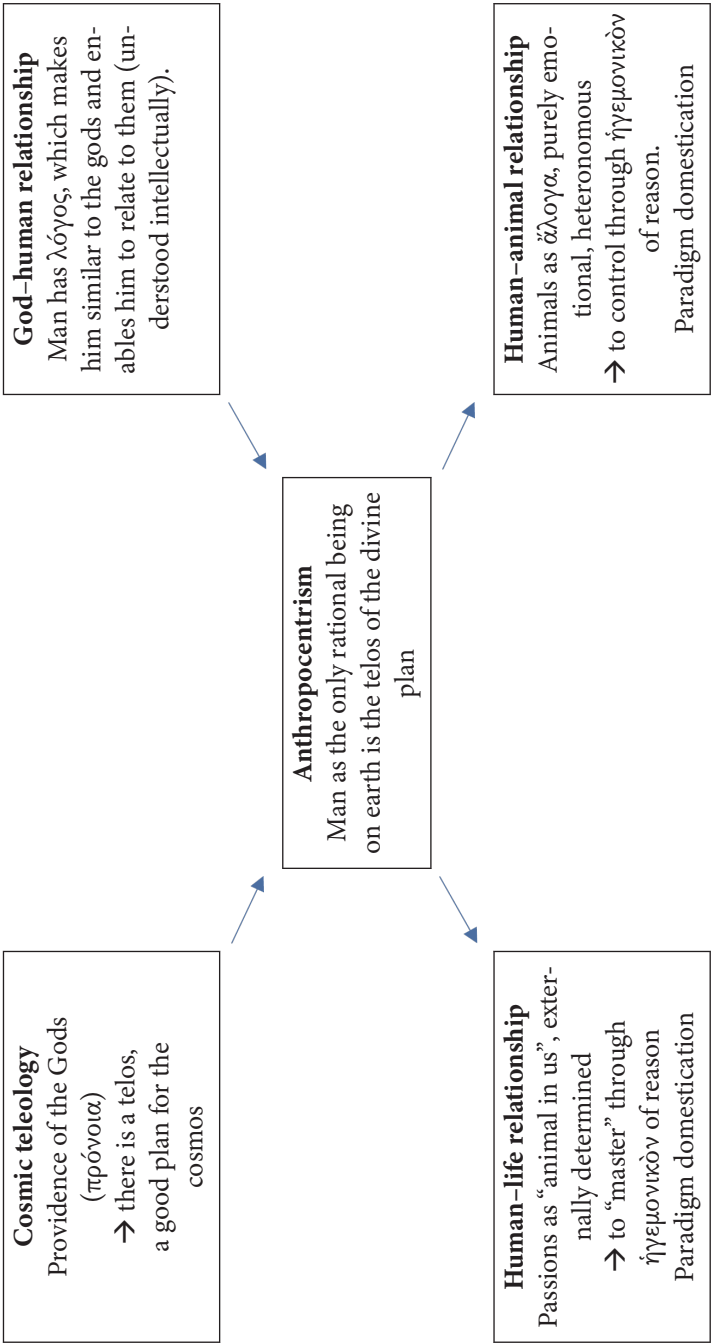 Cosmic teleology
Providence of the Gods
(πρόνοια)
→ there is a telos,
a good plan for the
cosmos
God–human relationship
Man has λόγος, which makes
him similar to the gods and en-
ables him to relate to them (un-
derstood intellectually).
Anthropocentrism
Man as the only rational being
on earth is the telos of the divine
plan
Human–life relationship
Passions as “animal in us”, exter-
nally determined
→ to “master” through
ἡγεμονικὸν of reason
Paradigm domestication
Human–animal relationship
Animals as ἄλογα, purely emo-
tional, heteronomous
→ to control through ἡγεμονικὸν
of reason.
Paradigm domestication